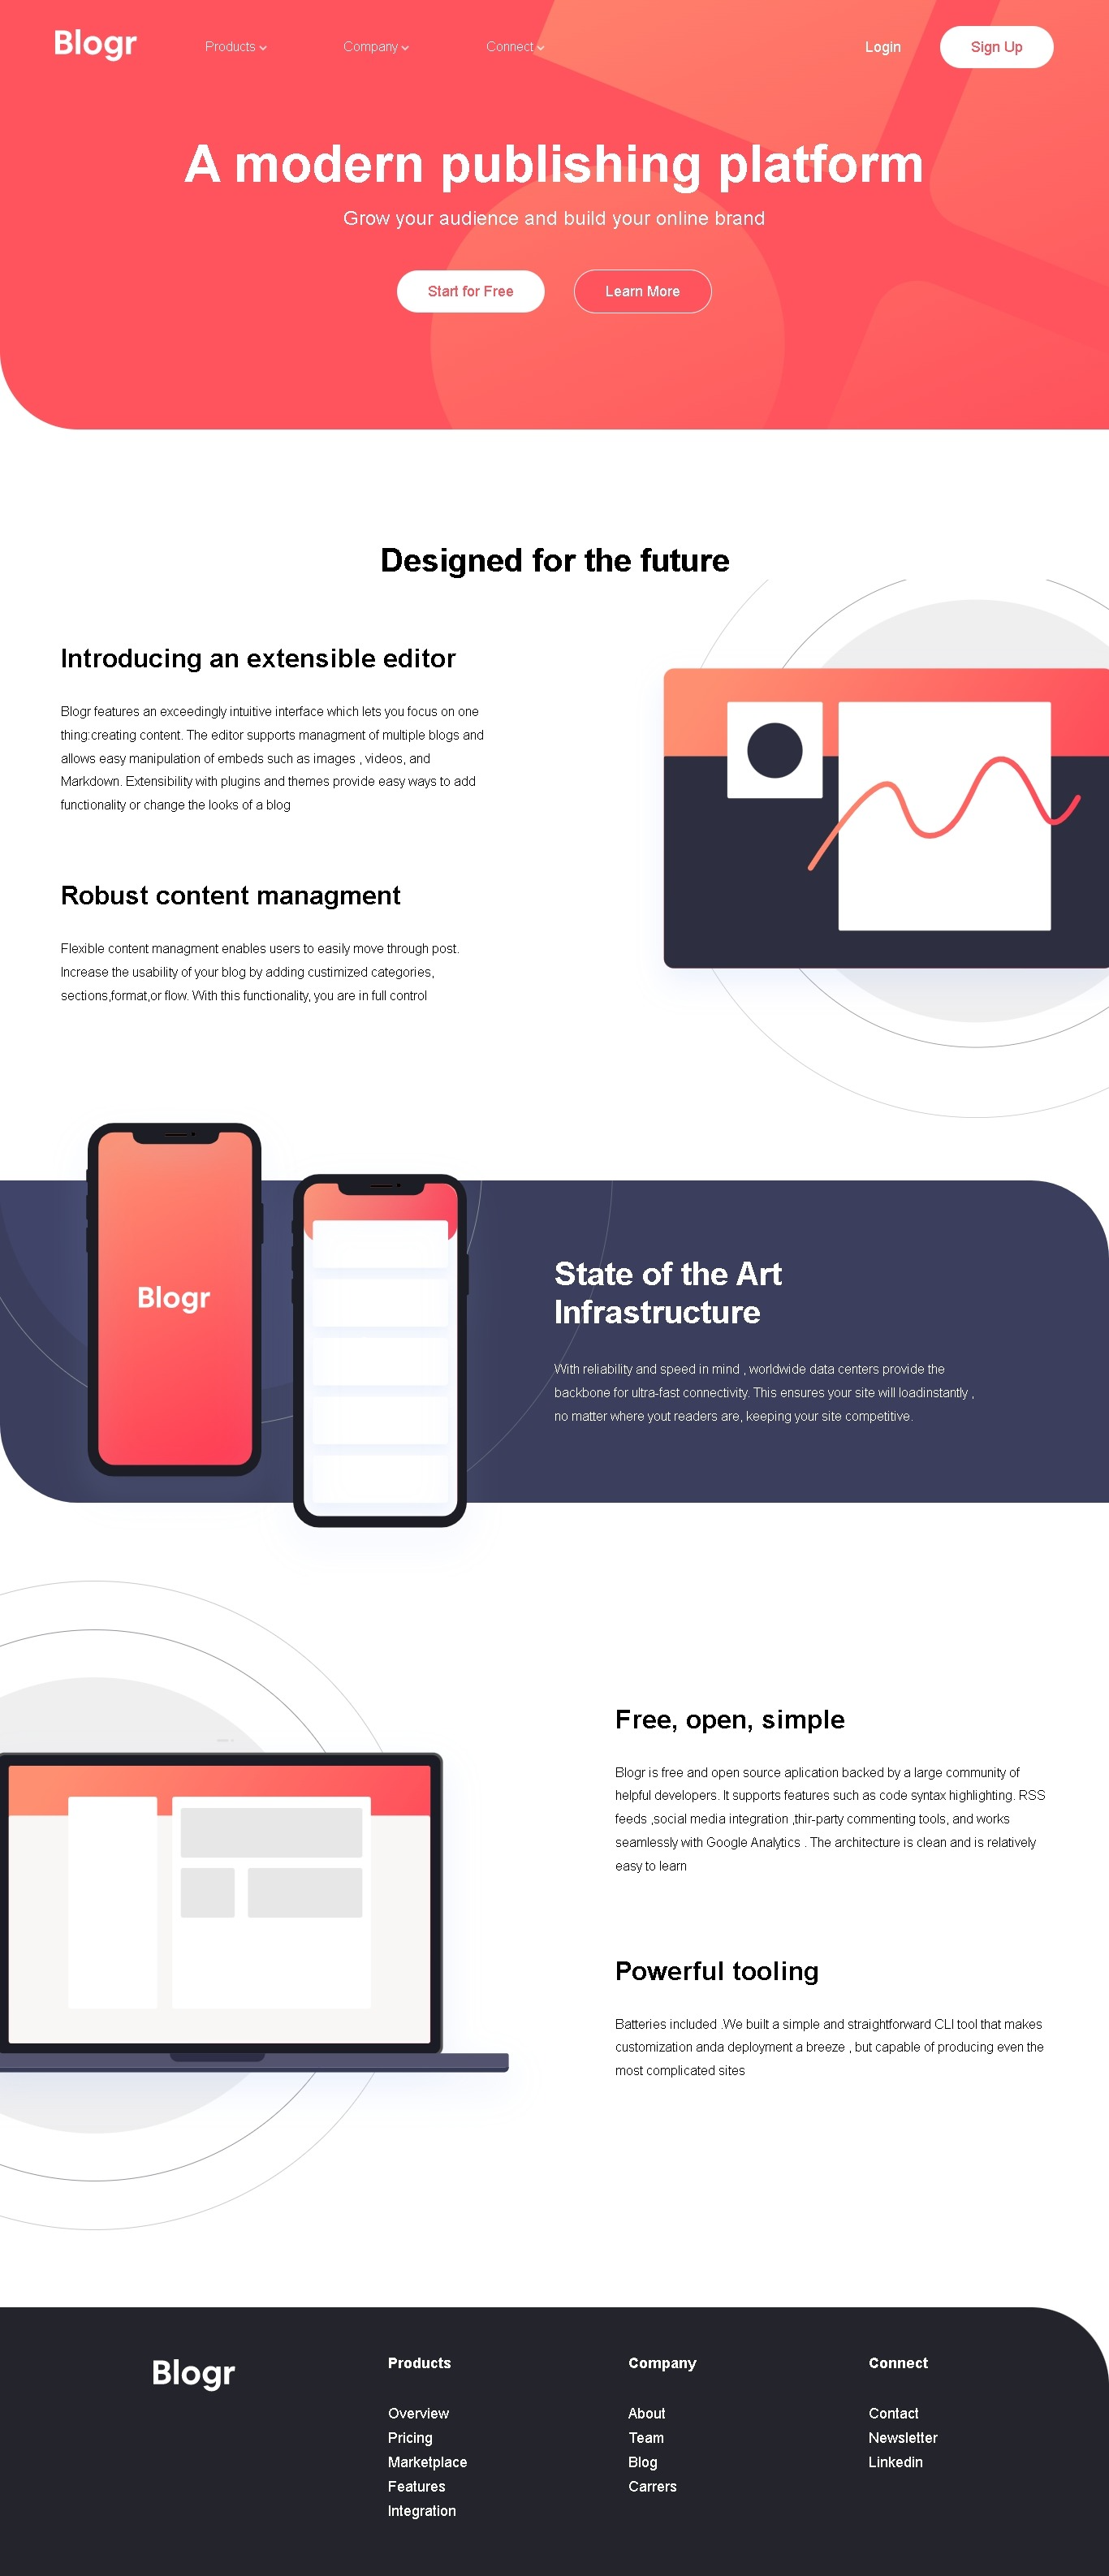 Blogr Products Company Connect Login Sign Up
A modern publishing platform
Grow your audience and build your online brand
Start for Free Learn More
Designed for the future
Introducing an extensible editor
Blogr features an exceedingly intuitive interface which lets you focus on one
thing:creating content. The editor supports managment of multiple blogs and
allows easy manipulation of embeds such as images , videos, and
Markdown. Extensibility with plugins and themes provide easy ways to add
functionality or change the looks of a blog
Robust content managment
Flexible content managment enables users to easily move through post.
Increase the usability of your blog by adding custimized categories,
sections,format,or flow. With this functionality, you are in full control
Blogr
State of the Art
Infrastructure
With reliability and speed in mind , worldwide data centers provide the
backbone for ultra-fast connectivity. This ensures your site will loadinstantly ,
no matter where yout readers are, keeping your site competitive.
Free, open, simple
Blogr is free and open source aplication backed by a large community of
helpful developers. It supports features such as code syntax highlighting. RSS
feeds ,social media integration ,thir-party commenting tools, and works
seamlessly with Google Analytics . The architecture is clean and is relatively
easy to learn
Powerful tooling
Batteries included .We built a simple and straightforward CLI tool that makes
customization anda deployment a breeze , but capable of producing even the
most complicated sites
Blogr
Products
Overview
Pricing
Marketplace
Features
Integration
Company
About
Team
Blog
Carrers
Connect
Contact
Newsletter
Linkedin